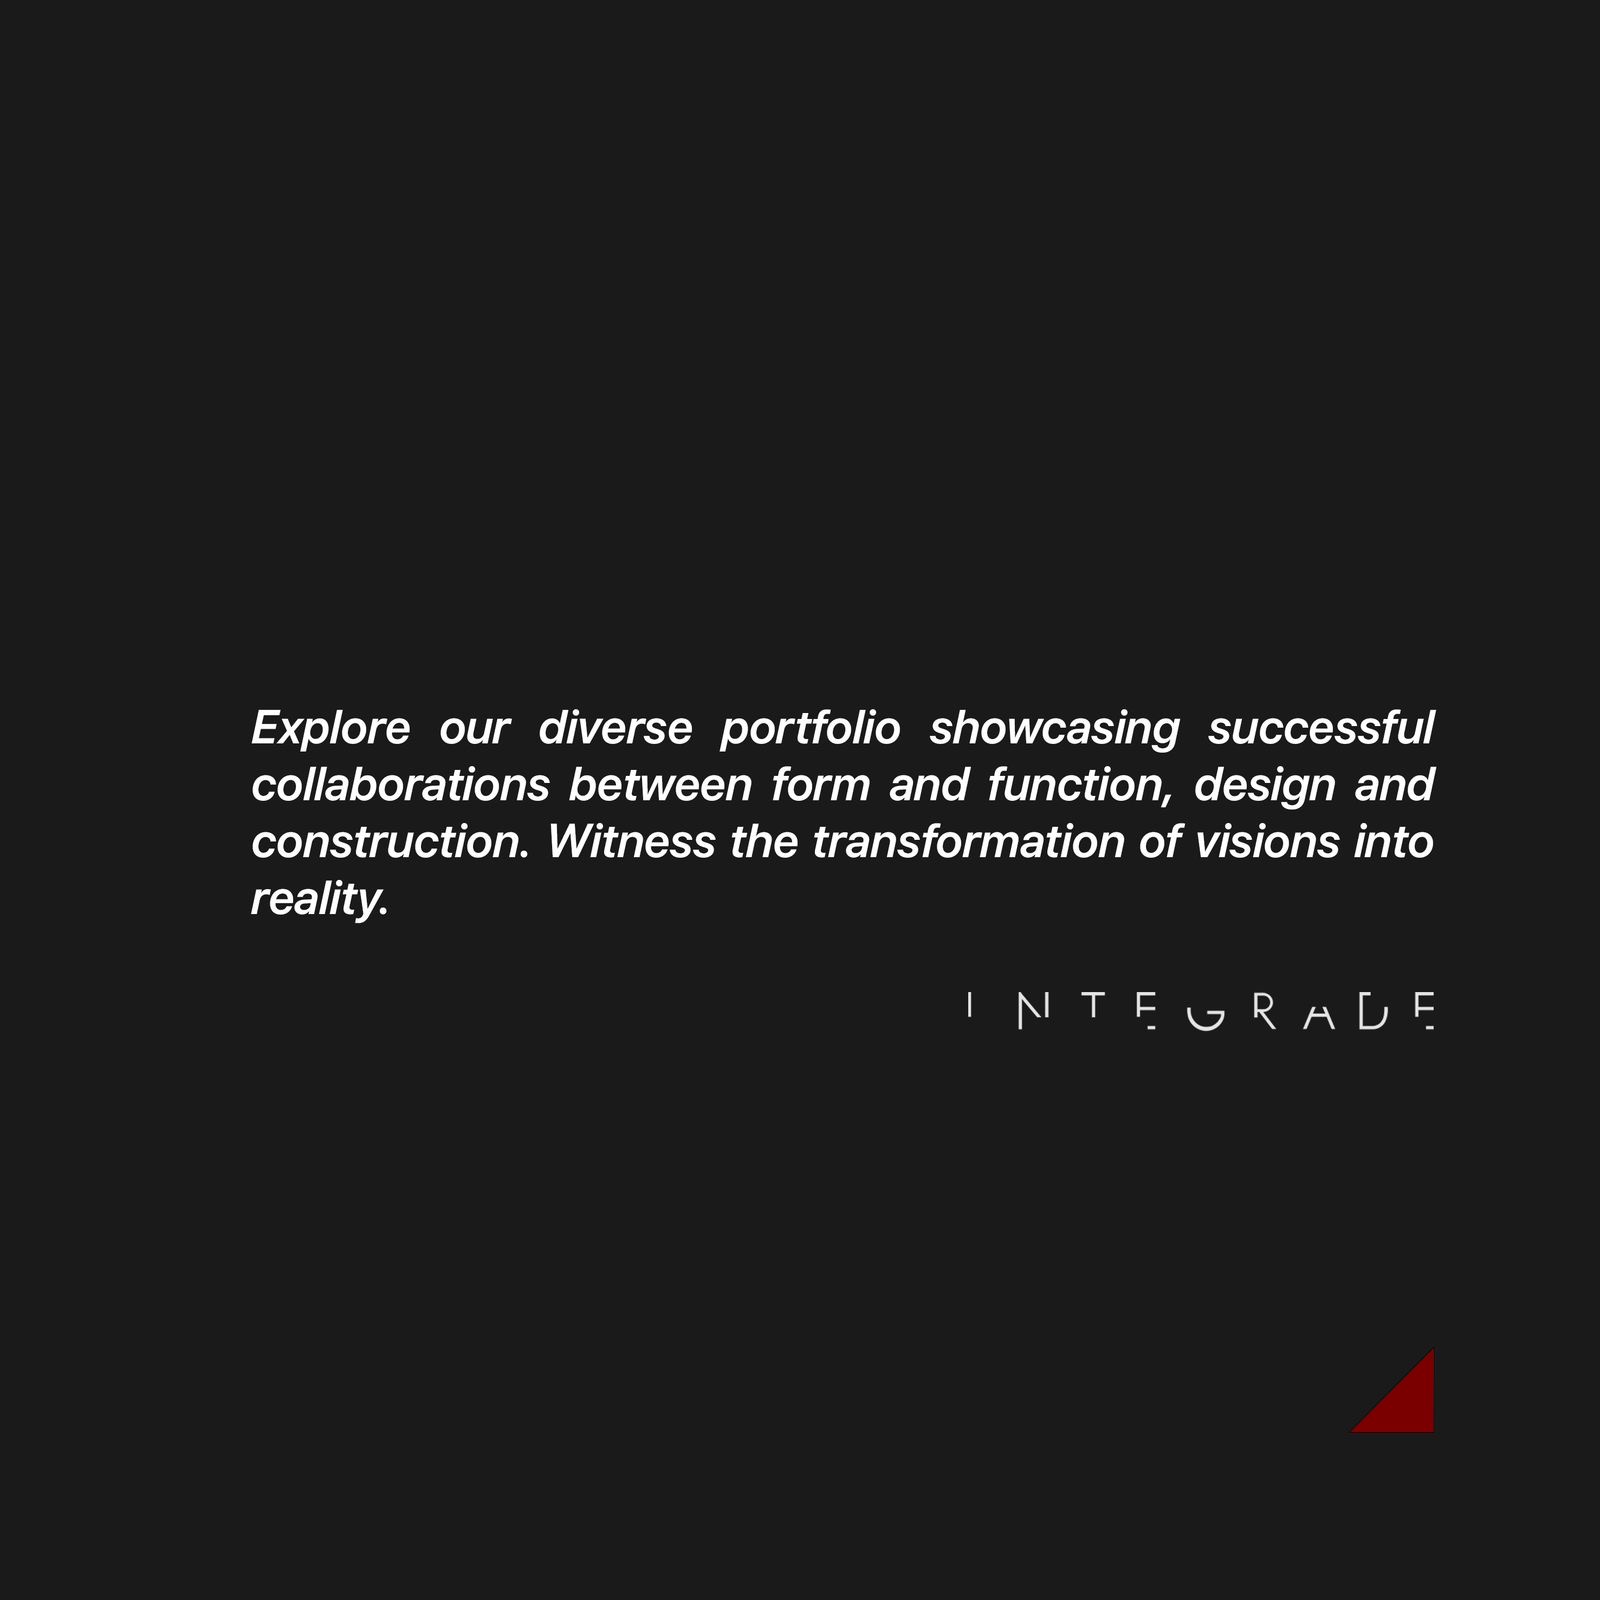 Explore our diverse portfolio showcasing successful
collaborations between form and function, design and
construction. Witness the transformation of visions into
reality.
INTEGRADE